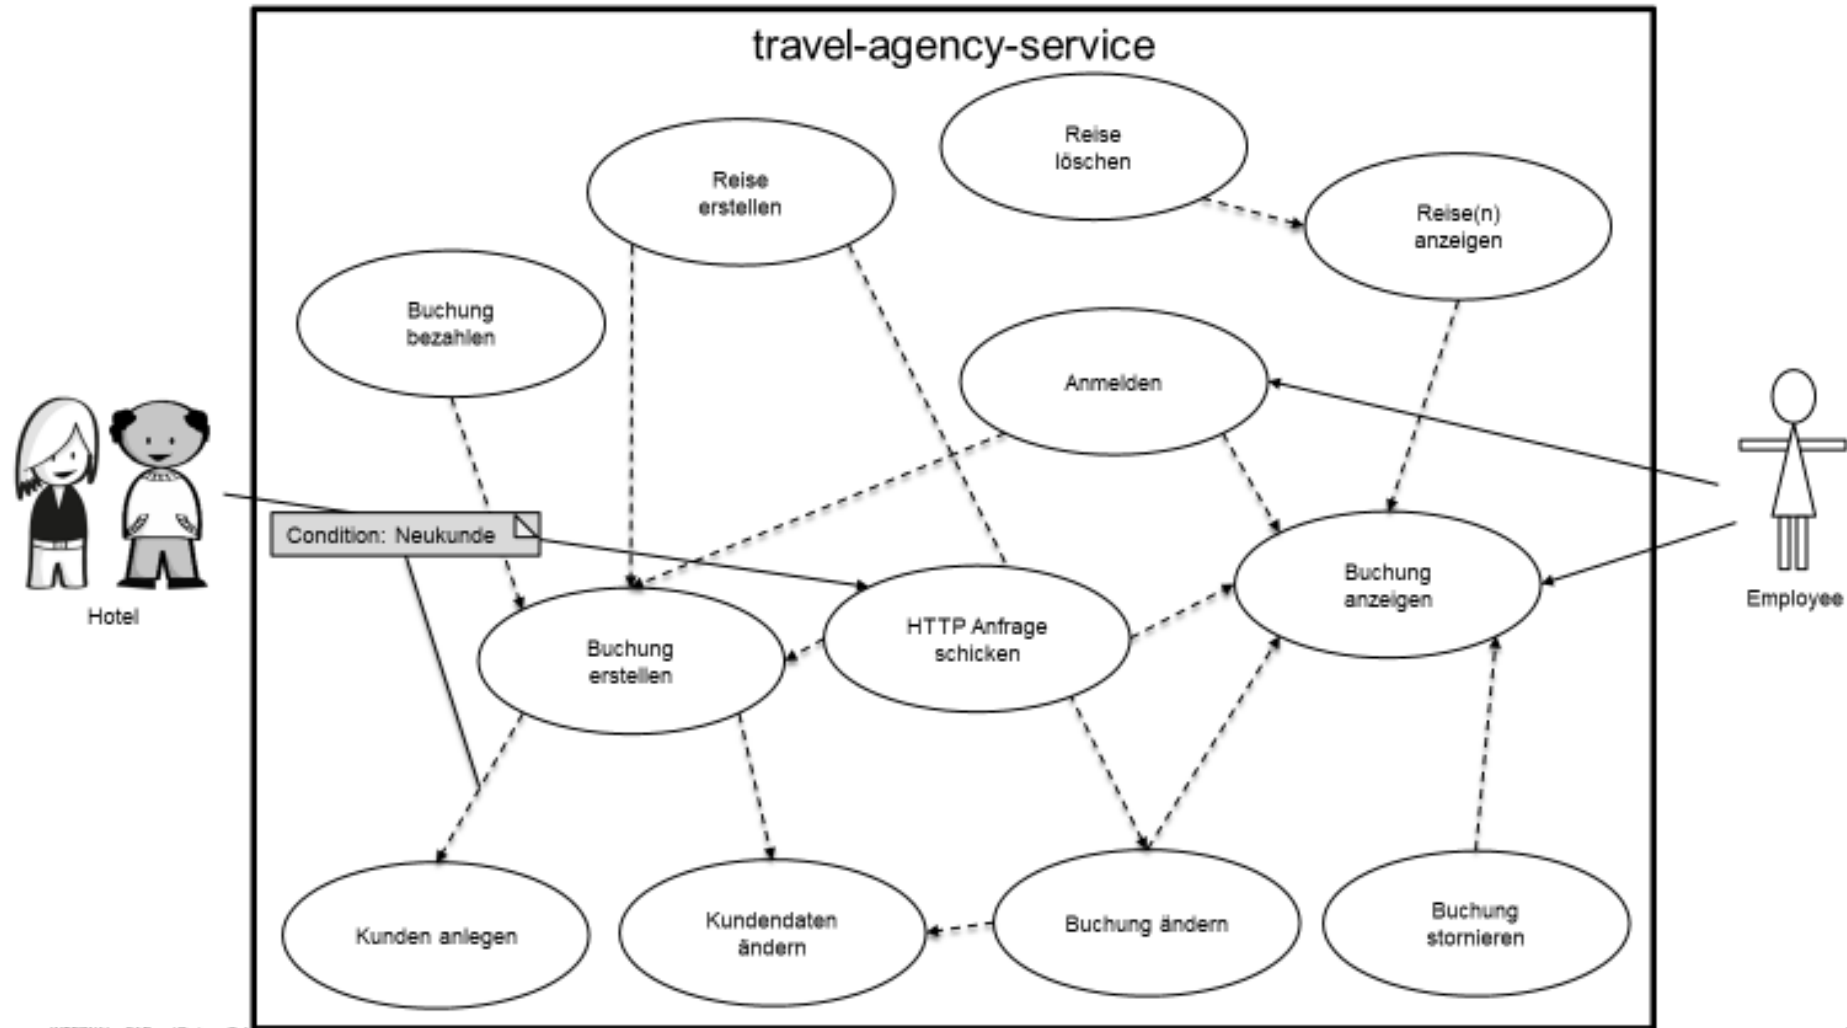 travel-agency-service
Reise
löschen
Reise
erstellen
Reise(n)
anzeigen
Buchung
bezahlen
Anmelden
Condition: Neukunde
Hotel
Employee
Buchung
anzeigen
HTTP Anfrage
schicken
Buchung
erstellen
Kunden anlegen
Kundendaten
ändern
Buchung ändern
Buchung
stornieren